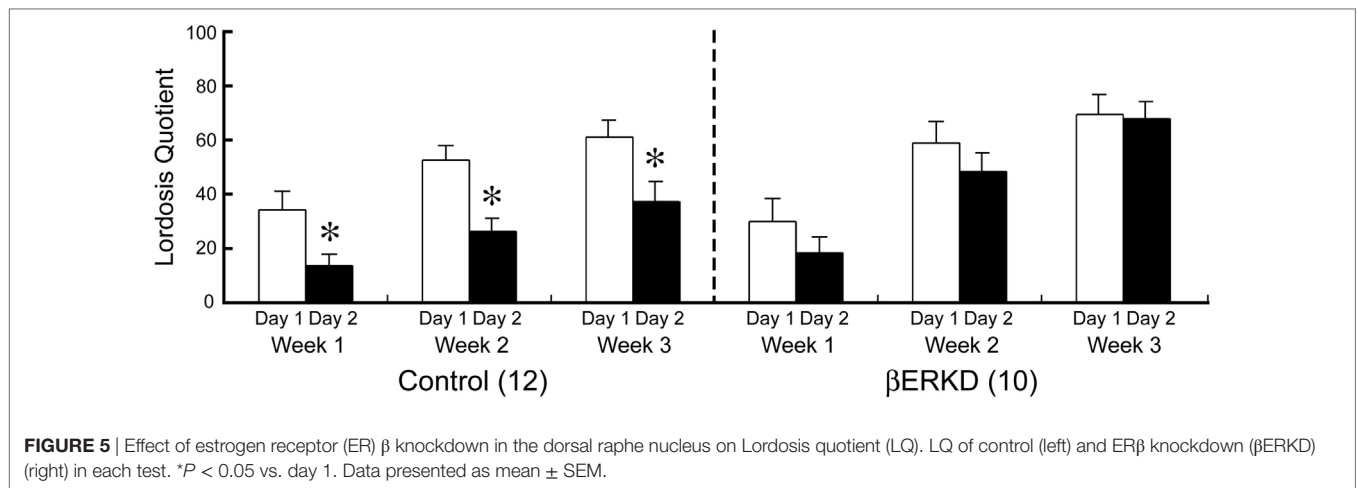 100
80
60
40
20
0
Lordosis Quotient
*
*
*
Day 1 Day 2 Day 1 Day 2 Day 1 Day 2 Day 1 Day 2 Day 1 Day 2 Day 1 Day 2
Week 1 Week 2 Week 3 Week 1 Week 2 Week 3
Control (12) βERKD (10)
FIGURE 5 | Effect of estrogen receptor (ER) β knockdown in the dorsal raphe nucleus on Lordosis quotient (LQ). LQ of control (left) and ERβ knockdown (βERKD)
(right) in each test. *P < 0.05 vs. day 1. Data presented as mean ± SEM.